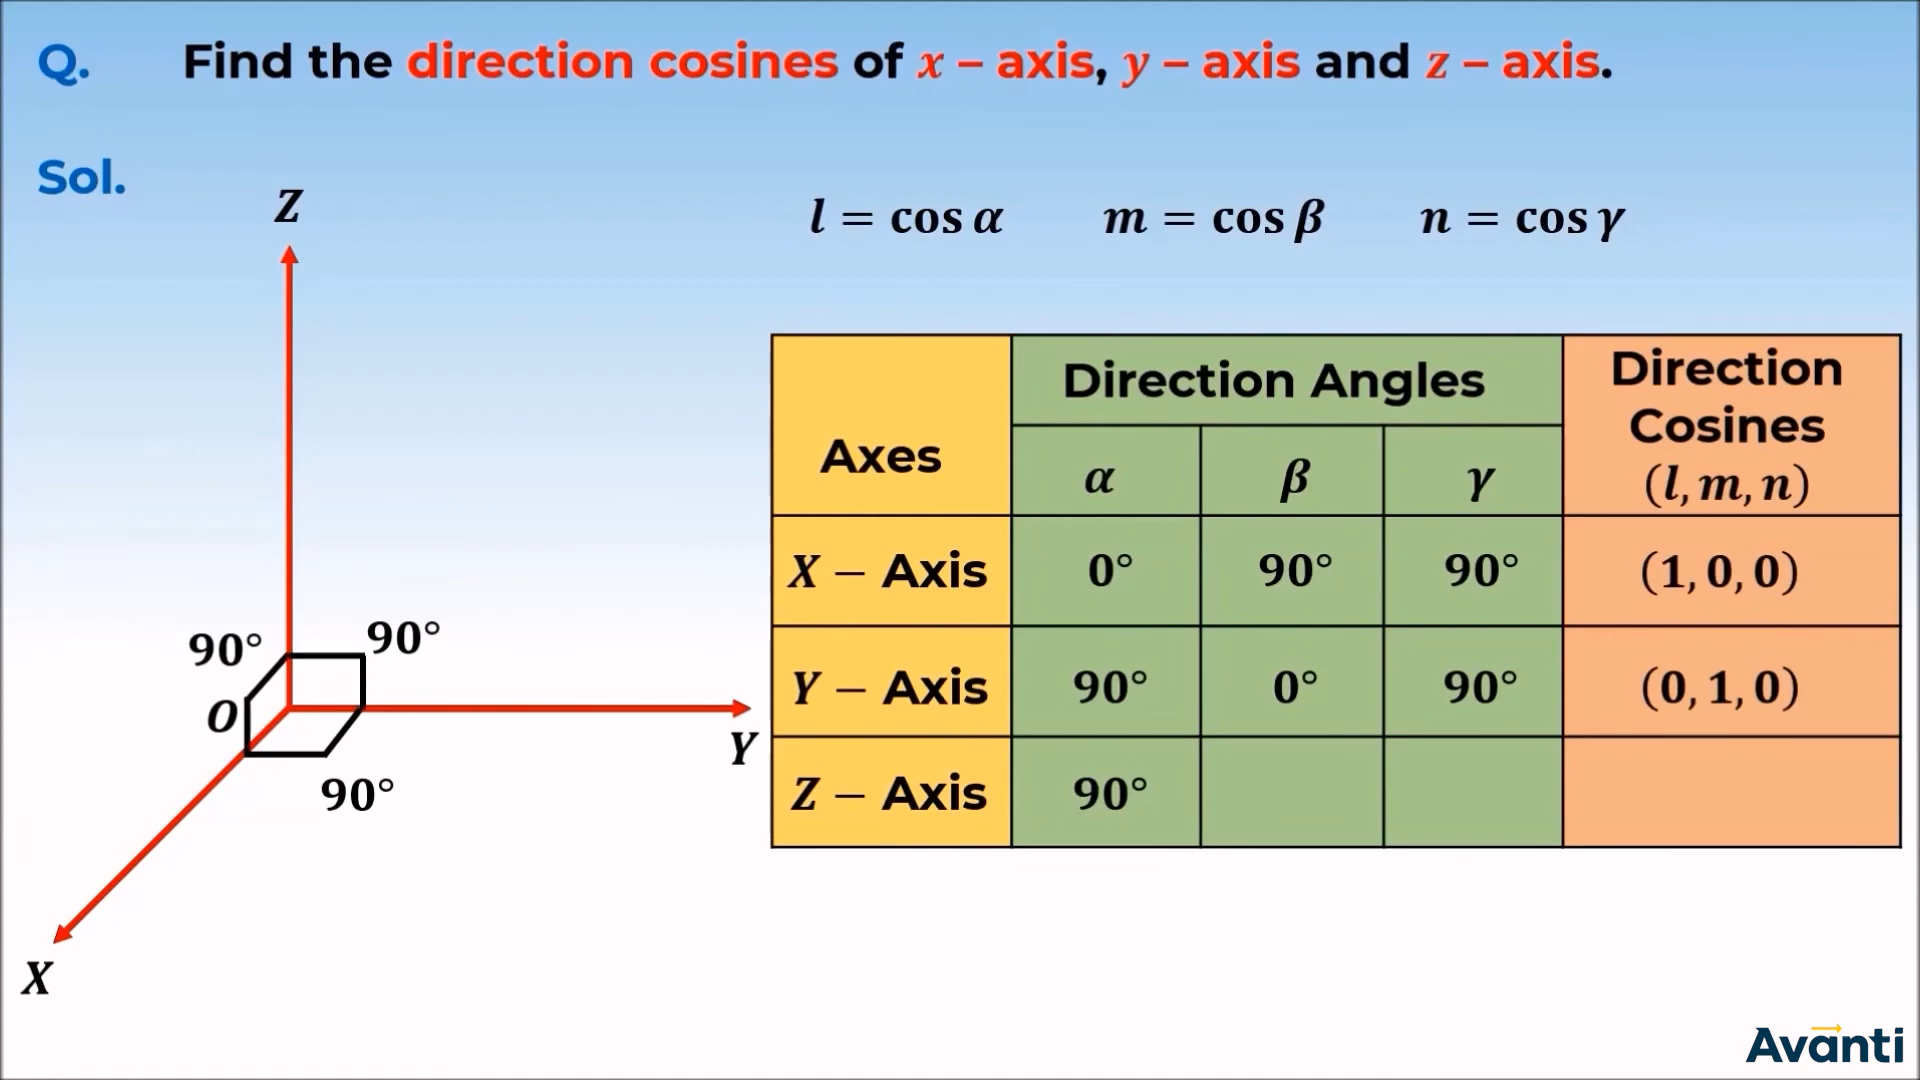 Q. Find the direction cosines of x – axis, y – axis and z – axis.
Sol.
Z
l = cos α m = cos β n = cos γ
90° 90°
O
Y
90°
X
Axes Direction Angles Direction Cosines (l, m, n)
α β γ
X – Axis 0° 90° 90° (1, 0, 0)
Y – Axis 90° 0° 90° (0, 1, 0)
Z – Axis 90°
Avanti